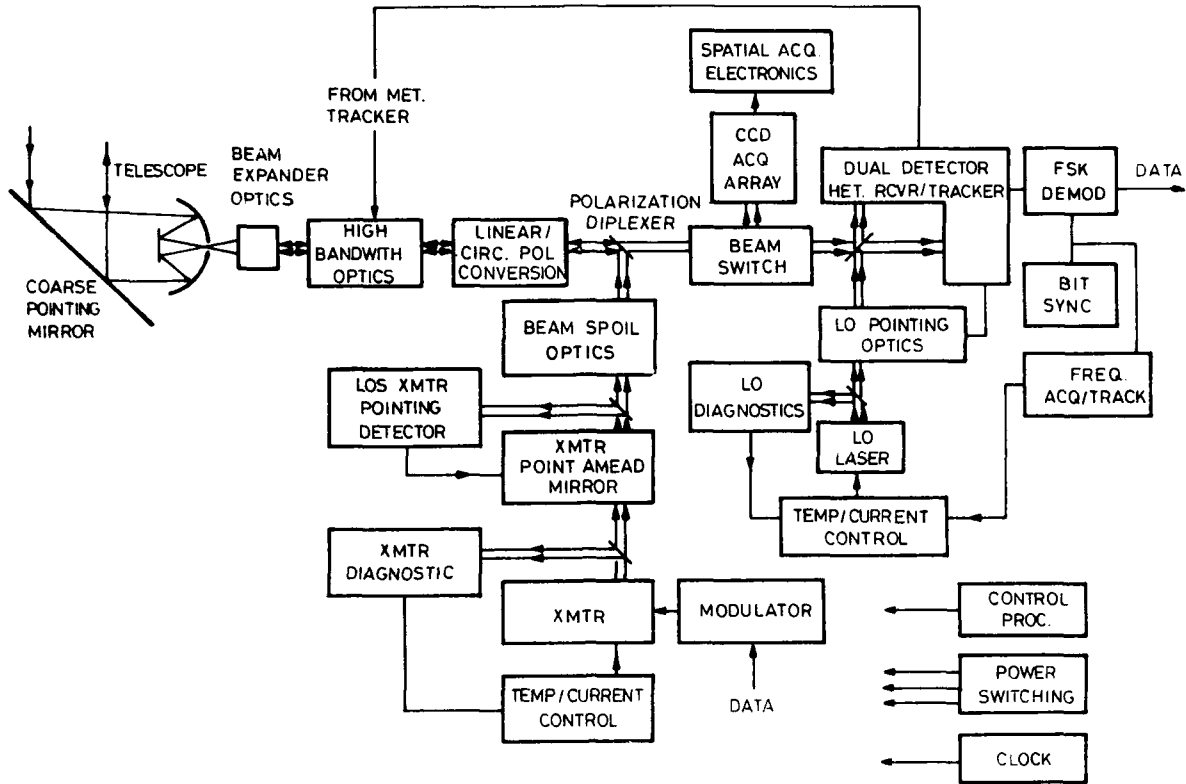 SPATIAL ACQ.
ELECTRONICS
FROM MET.
TRACKER
CCD
ACQ
ARRAY
TELESCOPE
BEAM
EXPANDER
OPTICS
DUAL DETECTOR
HET. RCVR/TRACKER
FSK
DEMOD
DATA
POLARIZATION
DIPLEXER
HIGH
BANDWITH
OPTICS
LINEAR/
CIRC. POL
CONVERSION
BEAM
SWITCH
COARSE
POINTING
MIRROR
BIT
SYNC
BEAM SPOIL
OPTICS
LO POINTING
OPTICS
LOS XMTR
POINTING
DETECTOR
LO
DIAGNOSTICS
FREQ.
ACQ/TRACK
XMTR
POINT AMEAD
MIRROR
LO
LASER
TEMP/CURRENT
CONTROL
XMTR
DIAGNOSTIC
XMTR
MODULATOR
CONTROL
PROC.
TEMP/CURRENT
CONTROL
DATA
POWER
SWITCHING
CLOCK